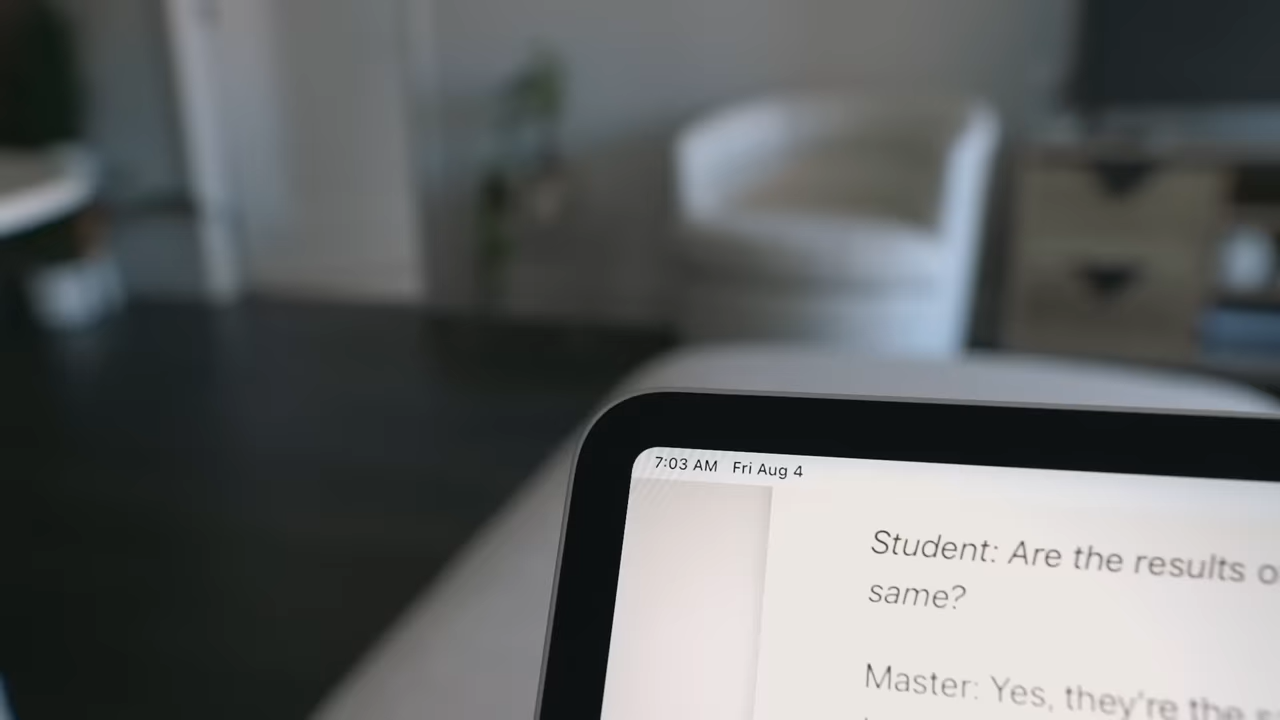 7:03 AM Fri Aug 4
Student: Are the results
same?
Master: Yes, they're the